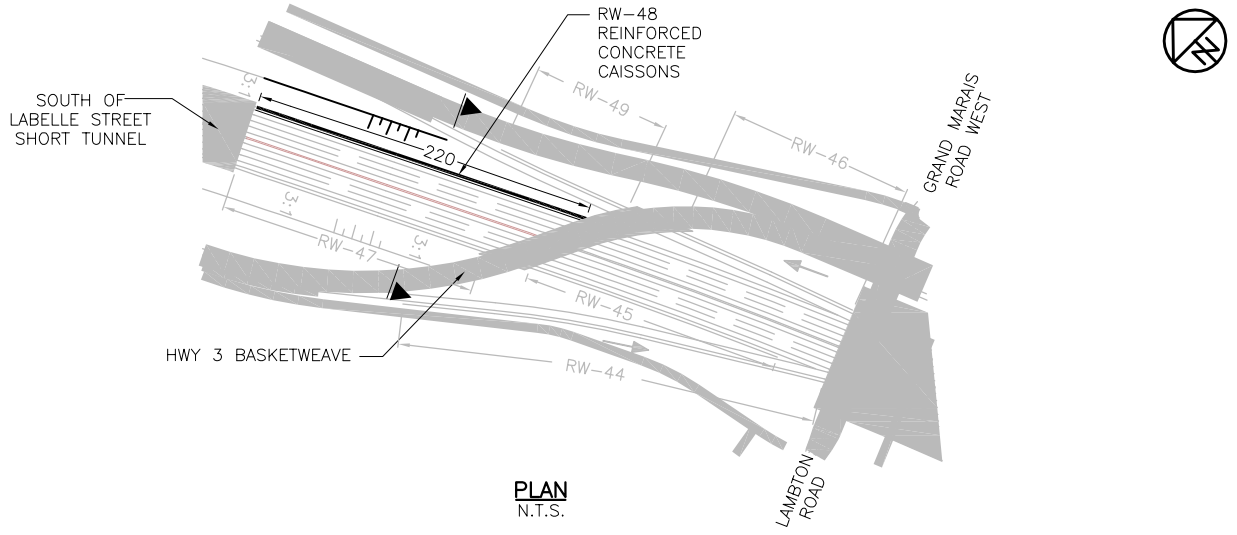 RW-48
REINFORCED
CONCRETE
CAISSONS
SOUTH OF
LABELLE STREET
SHORT TUNNEL
3:1
RW-49
RW-46
GRAND MARAIS
ROAD WEST
220
3:1
RW-47
3:1
RW-45
HWY 3 BASKETWEAVE
RW-44
LAMBTON
ROAD
PLAN
N.T.S.